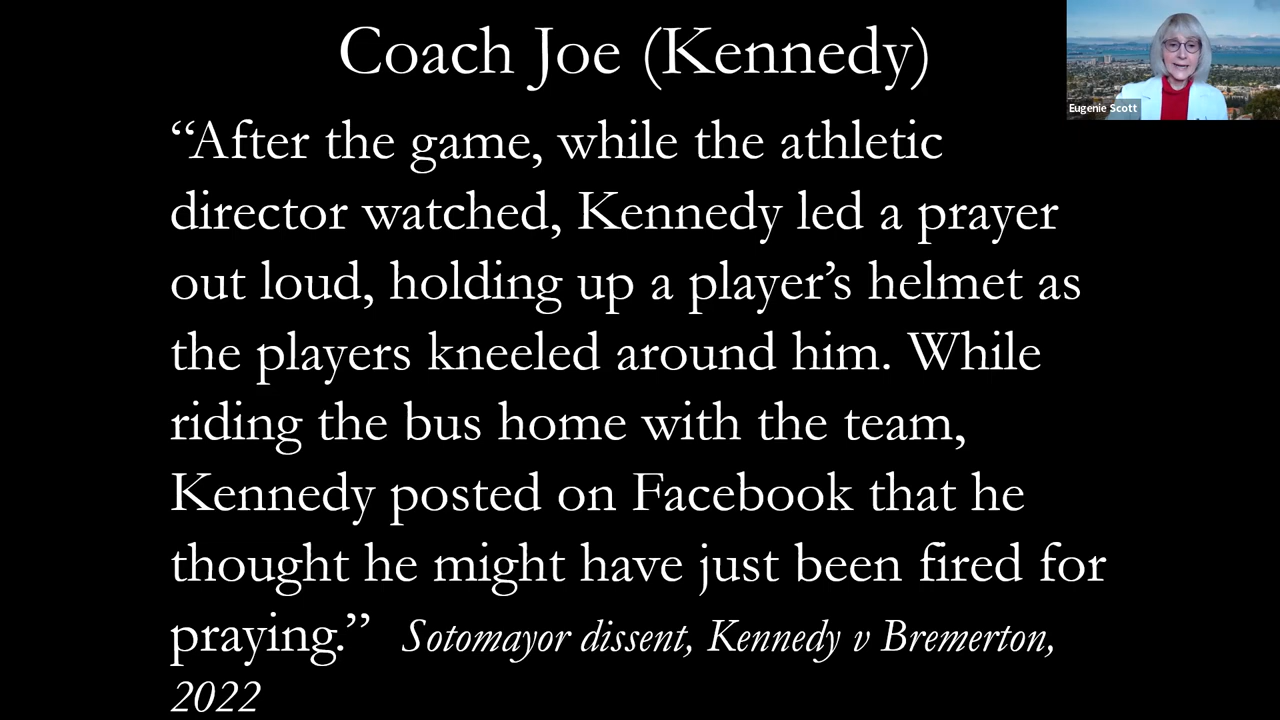 Coach Joe (Kennedy)
Eugenie Scott
“After the game, while the athletic
director watched, Kennedy led a prayer
out loud, holding up a player’s helmet as
the players kneeled around him. While
riding the bus home with the team,
Kennedy posted on Facebook that he
thought he might have just been fired for
praying.” Sotomayor dissent, Kennedy v Bremerton,
2022